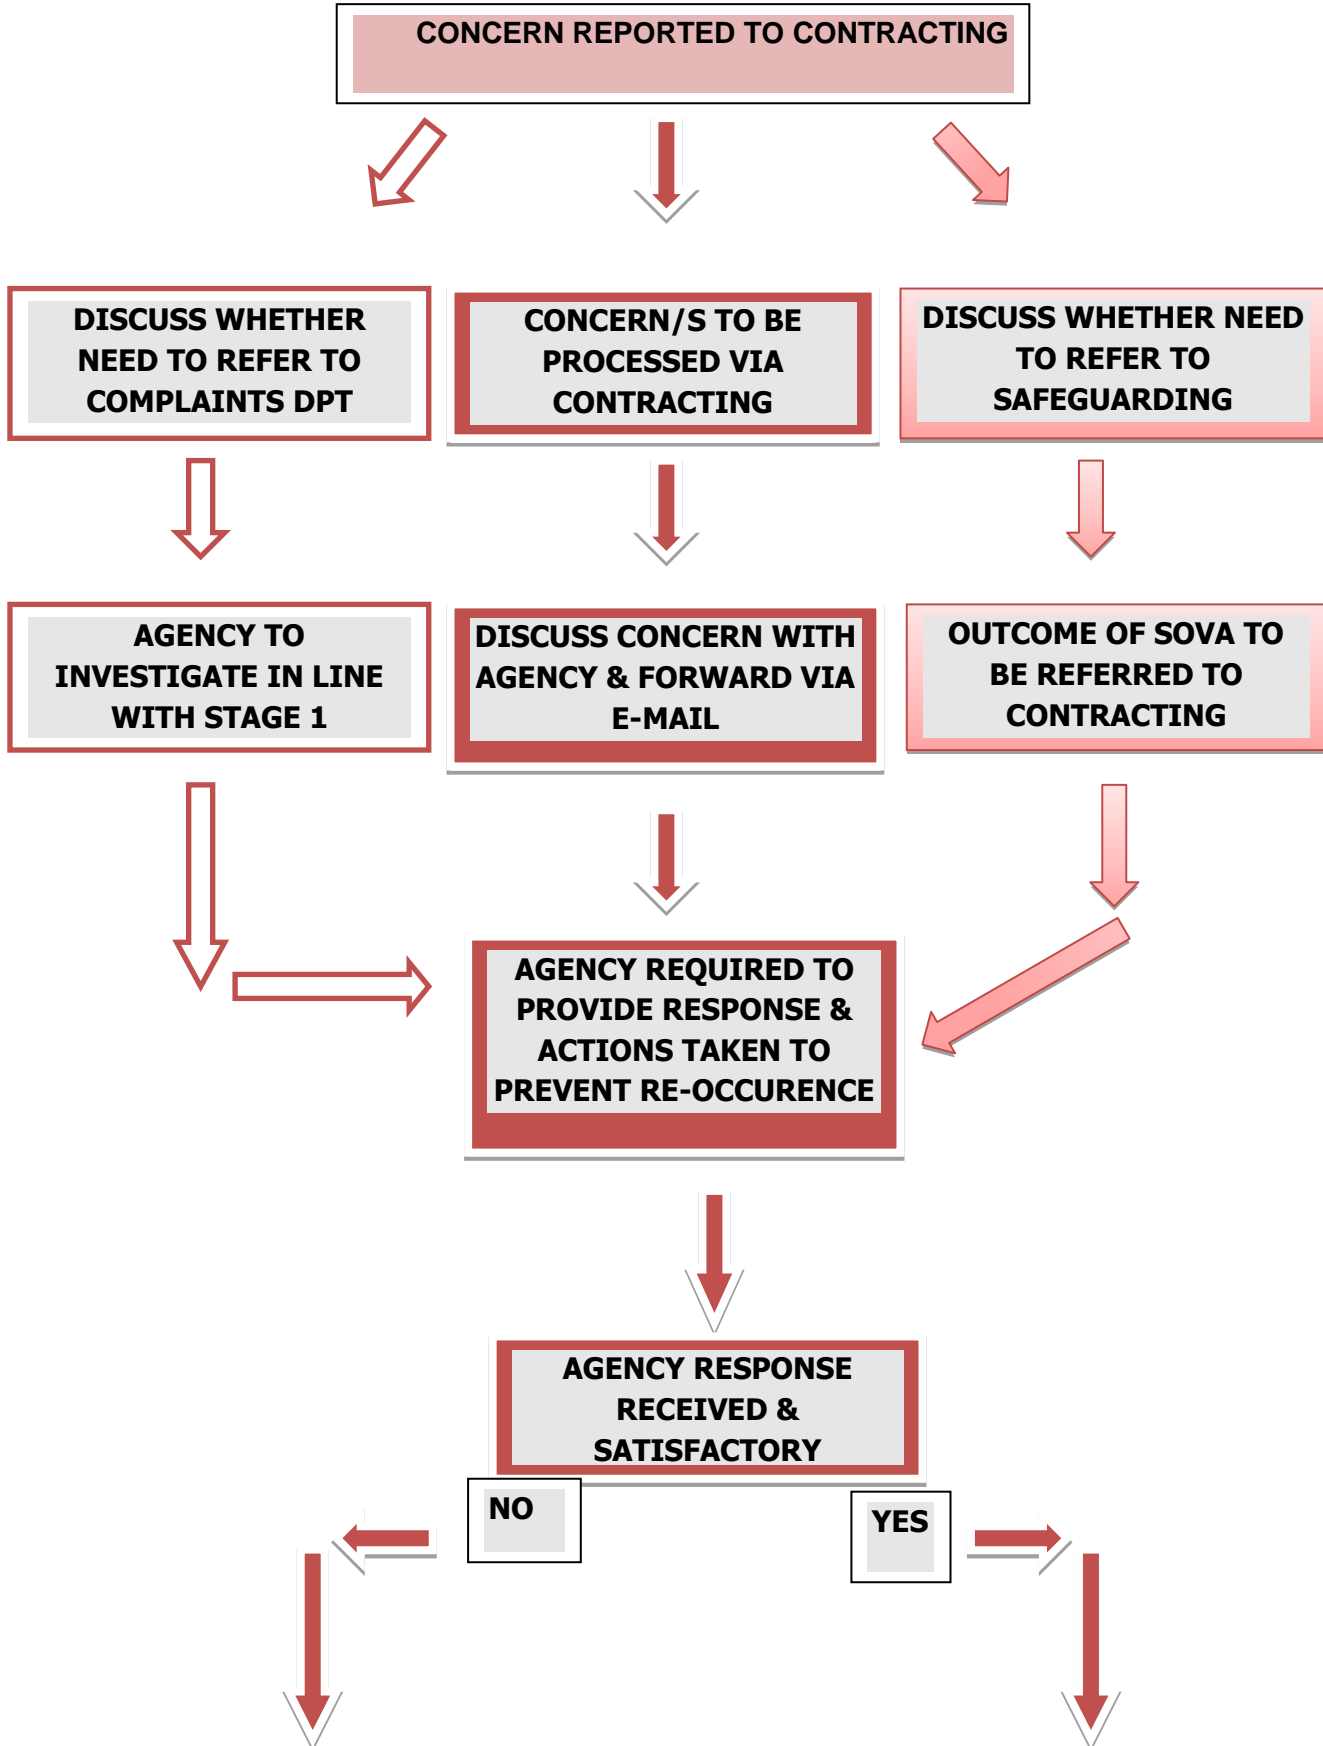 CONCERN REPORTED TO CONTRACTING
DISCUSS WHETHER
NEED TO REFER TO
COMPLAINTS DPT
CONCERN/S TO BE
PROCESSED VIA
CONTRACTING
DISCUSS WHETHER NEED
TO REFER TO
SAFEGUARDING
AGENCY TO
INVESTIGATE IN LINE
WITH STAGE 1
DISCUSS CONCERN WITH
AGENCY & FORWARD VIA
E-MAIL
OUTCOME OF SOVA TO
BE REFERRED TO
CONTRACTING
AGENCY REQUIRED TO
PROVIDE RESPONSE &
ACTIONS TAKEN TO
PREVENT RE-OCCURENCE
AGENCY RESPONSE
RECEIVED &
SATISFACTORY
NO
YES